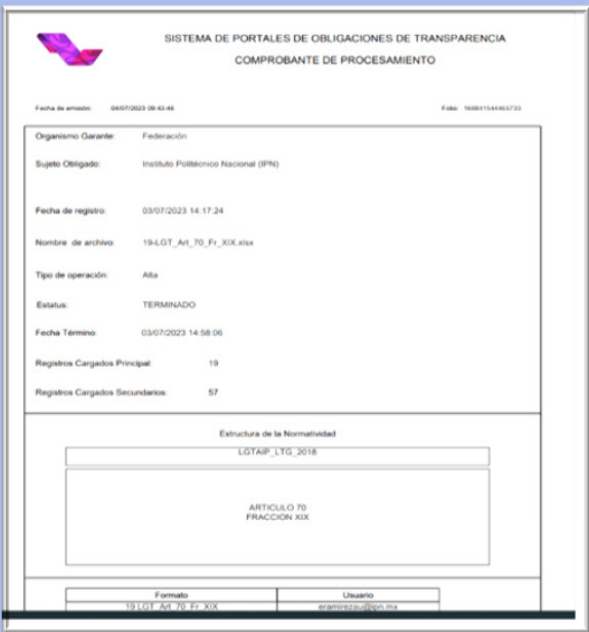 SISTEMA DE PORTALES DE OBLIGACIONES DE TRANSPARENCIA
COMPROBANTE DE PROCESAMIENTO
Fecha de emisión: 04/07/2023 09:43:46 Folio:
Organismo Garante: Federación
Sujeto Obligado: Instituto Politécnico Nacional (IPN)
Fecha de registro: 03/07/2023 14:17:24
Nombre de archivo: 19-LGT_Art_70_Fr_XIX.xlsx
Tipo de operación: Alta
Estatus: TERMINADO
Fecha Término: 03/07/2023 14:58:06
Registros Cargados Principal: 19
Registros Cargados Secundarios: 57
Estructura de la Normatividad
LGTAIP_LTG_2018
ARTICULO 70
FRACCION XIX
Formato Usuario
19 LGT_Art_70_Fr_XIX eramirezau@ipn.mx